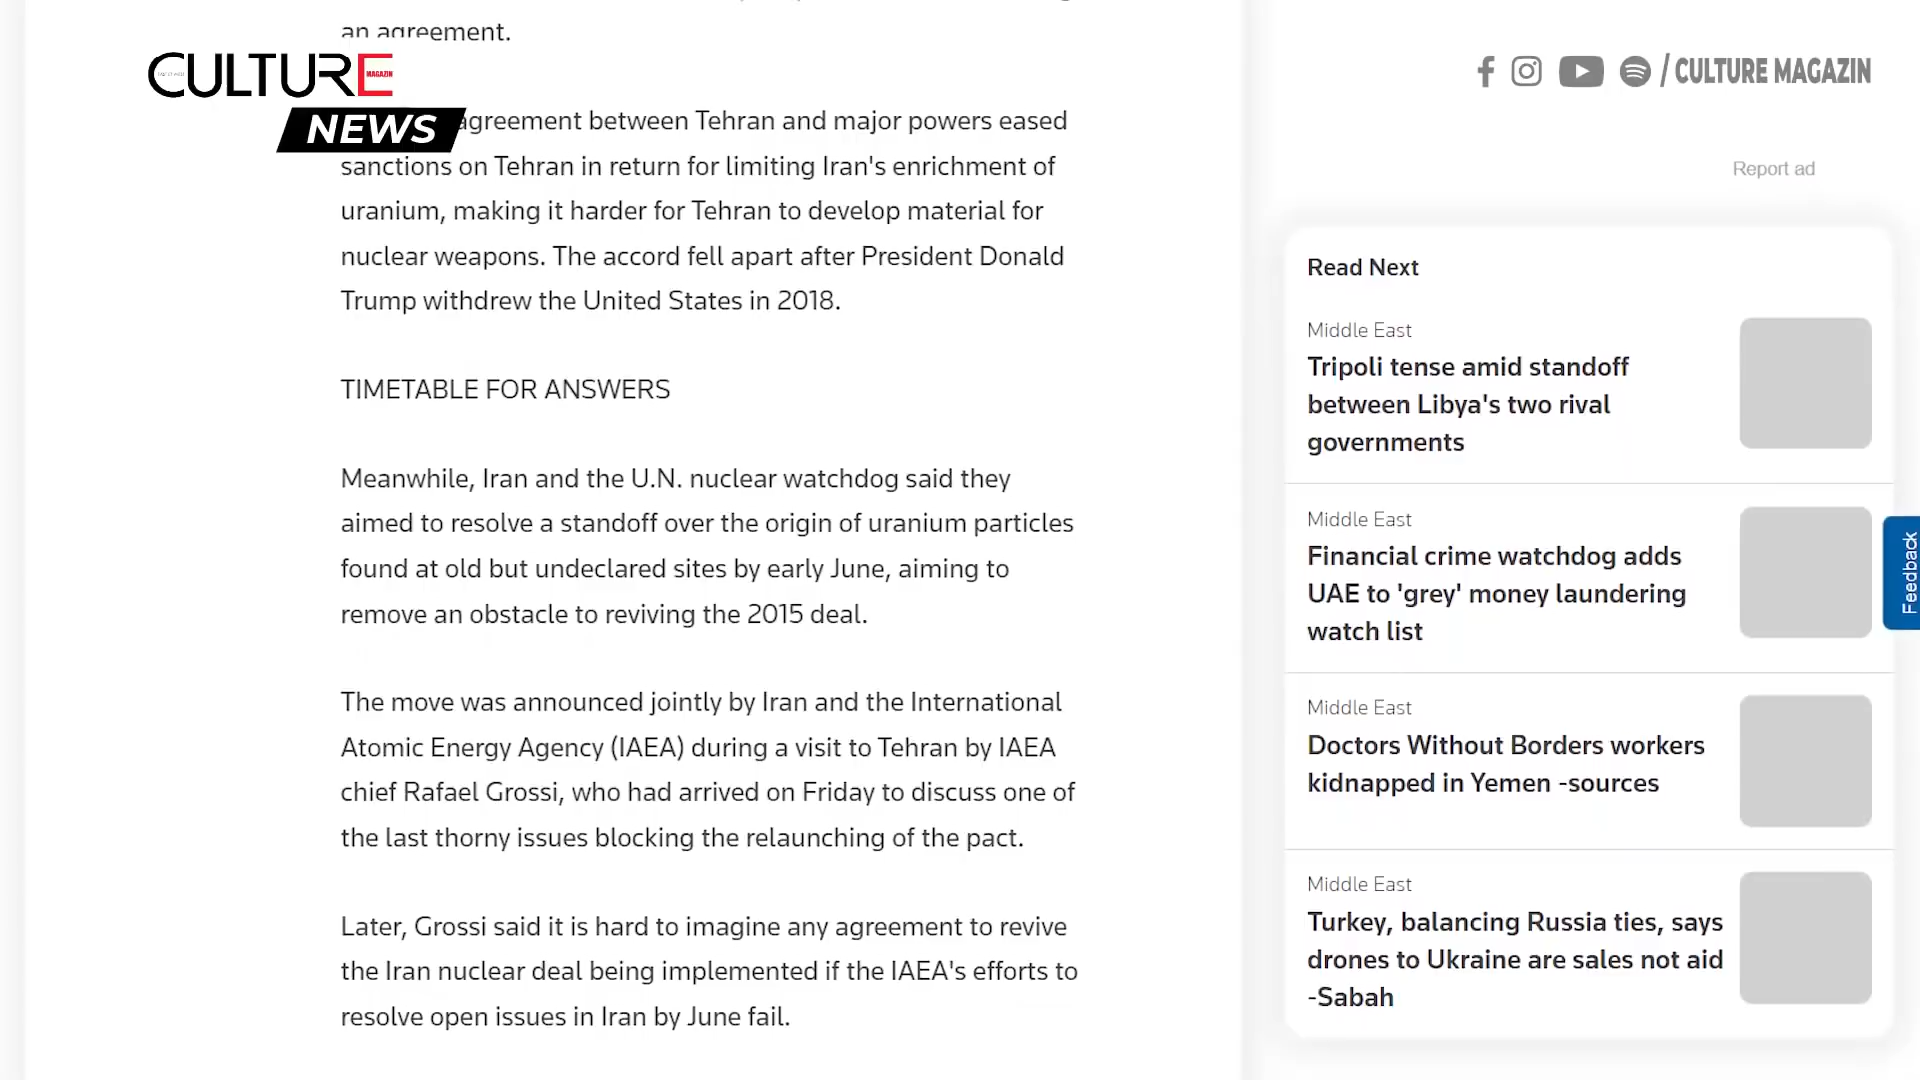 an agreement.
CULTURE
MAGAZIN
NEWS
/ CULTURE MAGAZIN
agreement between Tehran and major powers eased
sanctions on Tehran in return for limiting Iran's enrichment of
uranium, making it harder for Tehran to develop material for
nuclear weapons. The accord fell apart after President Donald
Trump withdrew the United States in 2018.
TIMETABLE FOR ANSWERS
Meanwhile, Iran and the U.N. nuclear watchdog said they
aimed to resolve a standoff over the origin of uranium particles
found at old but undeclared sites by early June, aiming to
remove an obstacle to reviving the 2015 deal.
The move was announced jointly by Iran and the International
Atomic Energy Agency (IAEA) during a visit to Tehran by IAEA
chief Rafael Grossi, who had arrived on Friday to discuss one of
the last thorny issues blocking the relaunching of the pact.
Later, Grossi said it is hard to imagine any agreement to revive
the Iran nuclear deal being implemented if the IAEA's efforts to
resolve open issues in Iran by June fail.
Report ad
Read Next
Middle East
Tripoli tense amid standoff
between Libya's two rival
governments
Middle East
Financial crime watchdog adds
UAE to 'grey' money laundering
watch list
Middle East
Doctors Without Borders workers
kidnapped in Yemen -sources
Middle East
Turkey, balancing Russia ties, says
drones to Ukraine are sales not aid
-Sabah
Feedback